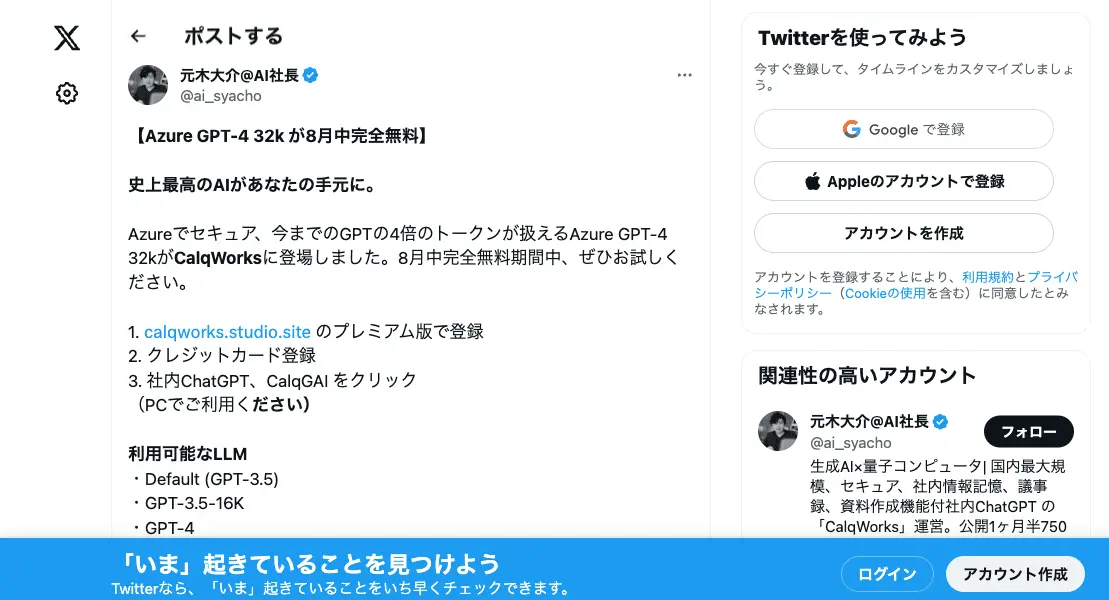 ポストする
元木大介@AI社長
@ai_syacho
【Azure GPT-4 32k が8月中完全無料】
史上最高のAIがあなたの手元に。
Azureでセキュア、今までのGPTの4倍のトークンが扱えるAzure GPT-4
32kがCalqWorksに登場しました。8月中完全無料期間中、ぜひお試しく
ださい。
1. calqworks.studio.site のプレミアム版で登録
2. クレジットカード登録
3. 社内ChatGPT、CalqGAI をクリック
（PCでご利用ください）
利用可能なLLM
・Default (GPT-3.5)
・GPT-3.5-16K
・GPT-4
Twitterを使ってみよう
今すぐ登録して、タイムラインをカスタマイズしましょ
う。
Google で登録
Appleのアカウントで登録
アカウントを作成
アカウントを登録することにより、利用規約とプライバ
シーポリシー（Cookieの使用を含む）に同意したとみ
なされます。
関連性の高いアカウント
元木大介@AI社長
@ai_syacho
フォロー
生成AI×量子コンピュータ| 国内最大規
模、セキュア、社内情報記憶、議事
録、資料作成機能付社内ChatGPT の
「CalqWorks」運営。公開1ヶ月半750
「いま」起きていることを見つけよう
Twitterなら、「いま」起きていることをいち早くチェックできます。
ログイン
アカウント作成